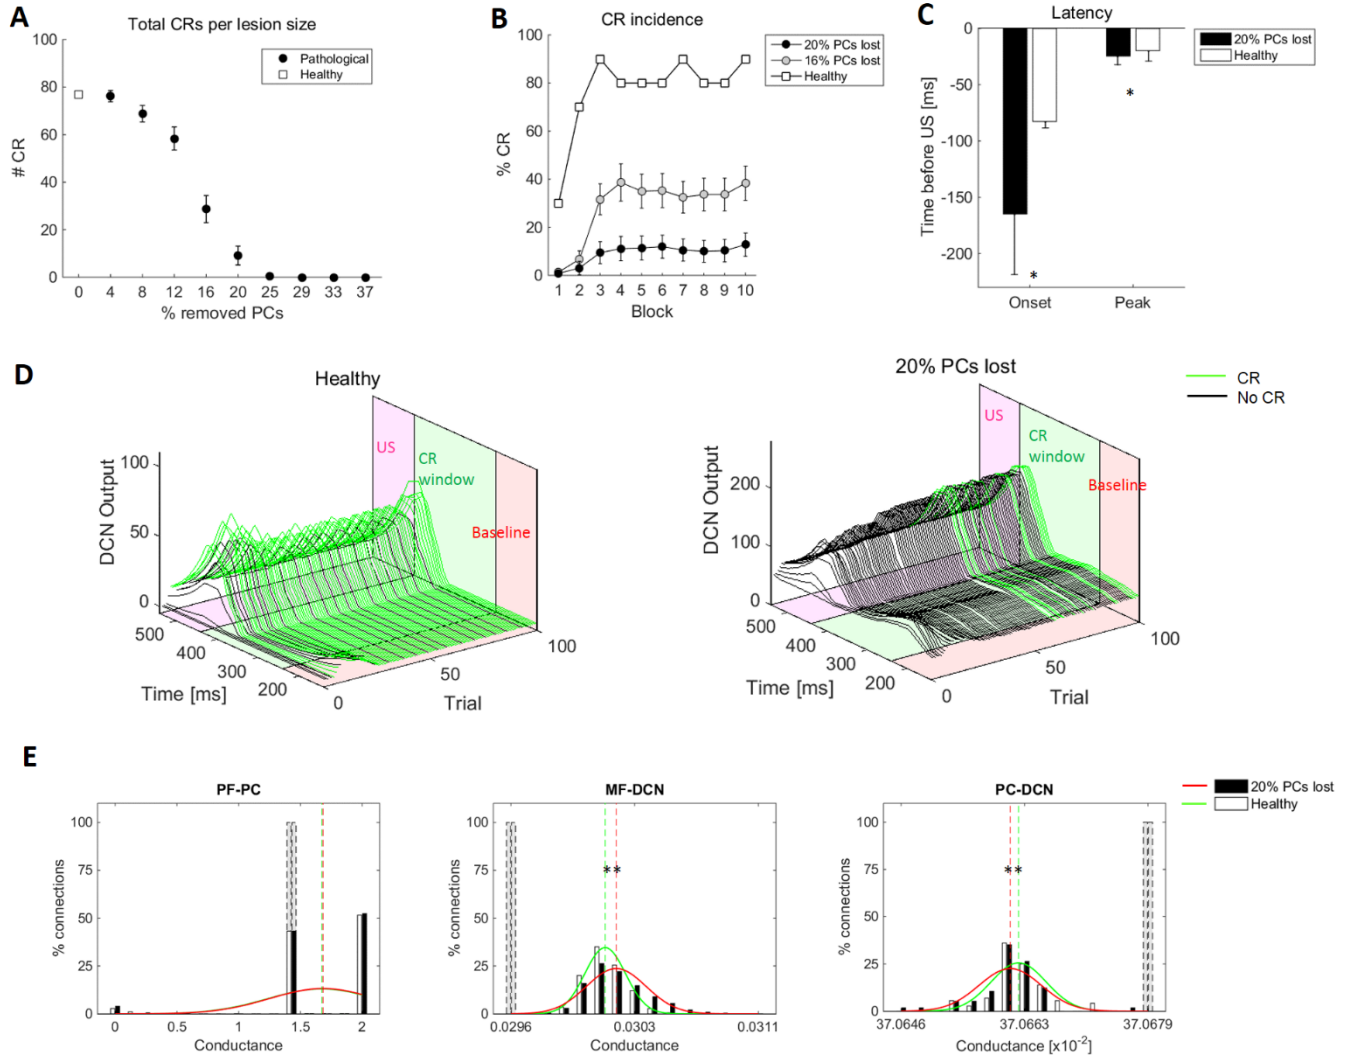 A
Total CRs per lesion size
100
80
60
40
20
0
# CR
0 4 8 12 16 20 25 29 33 37
% removed PCs
Pathological
Healthy
B
CR incidence
100
80
60
40
20
0
% CR
1 2 3 4 5 6 7 8 9 10
Block
20% PCs lost
16% PCs lost
Healthy
C
Latency
0
-50
-100
-150
-200
Time before US [ms]
*
*
Onset Peak
20% PCs lost
Healthy
D
Healthy
US
CR
window
Baseline
100
50
0
DCN Output
500
400
300
200
Time [ms]
0
50
100
Trial
20% PCs lost
US
CR
window
Baseline
200
100
0
DCN Output
500
400
300
200
Time [ms]
0
50
100
Trial
CR
No CR
E
PF-PC
100
75
50
25
0
% connections
0 0.5 1 1.5 2
Conductance
MF-DCN
100
75
50
25
0
% connections
**
0.0296 0.0303 0.0311
Conductance
PC-DCN
100
75
50
25
0
% connections
**
37.0646 37.0663 37.0679
Conductance [x10-2]
20% PCs lost
Healthy